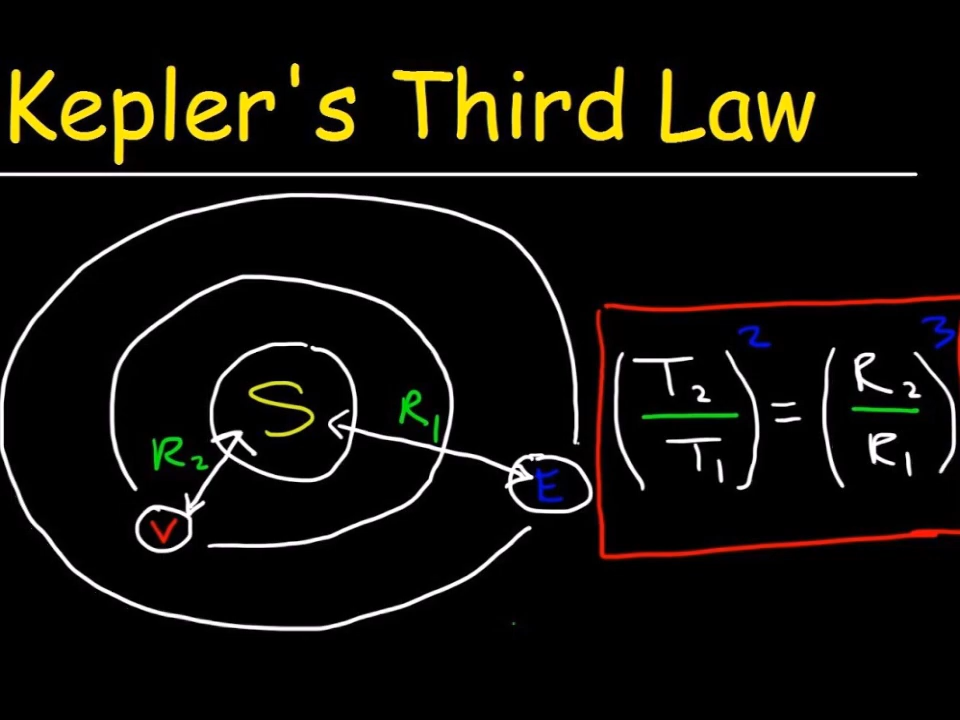 Kepler's Third Law
S
R₁
R₂
E
V
(T₂/T₁)² = (R₂/R₁)³